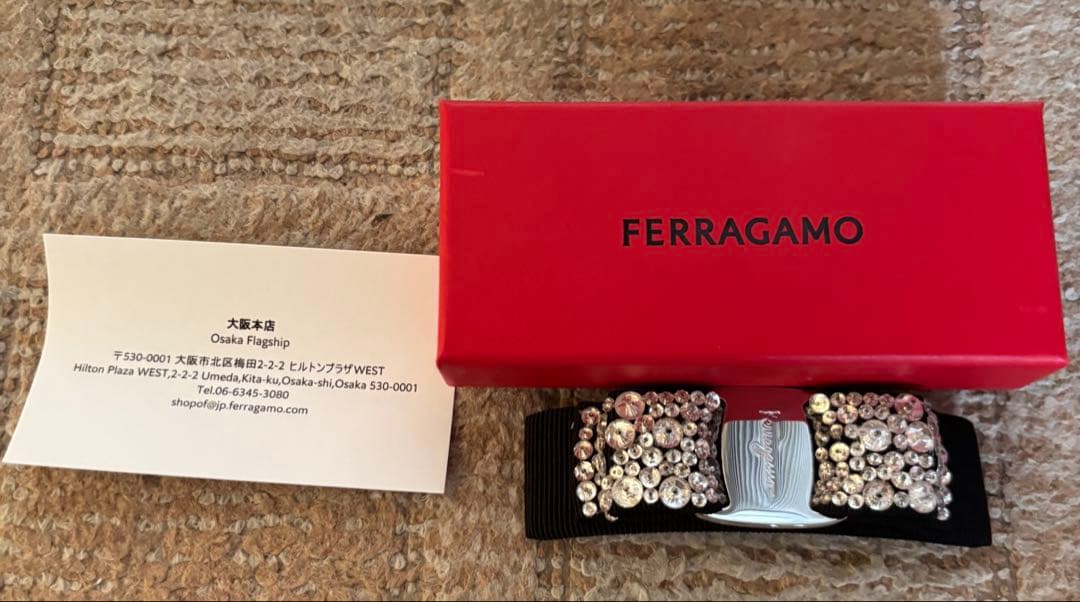 FERRAGAMO
大阪本店
Osaka Flagship
〒530-0001 大阪市北区梅田2-2-2 ヒルトンプラザWEST
Hilton Plaza WEST,2-2-2 Umeda,Kita-ku,Osaka-shi,Osaka 530-0001
Tel.06-6345-3080
shopof@jp.ferragamo.com
Ferragamo